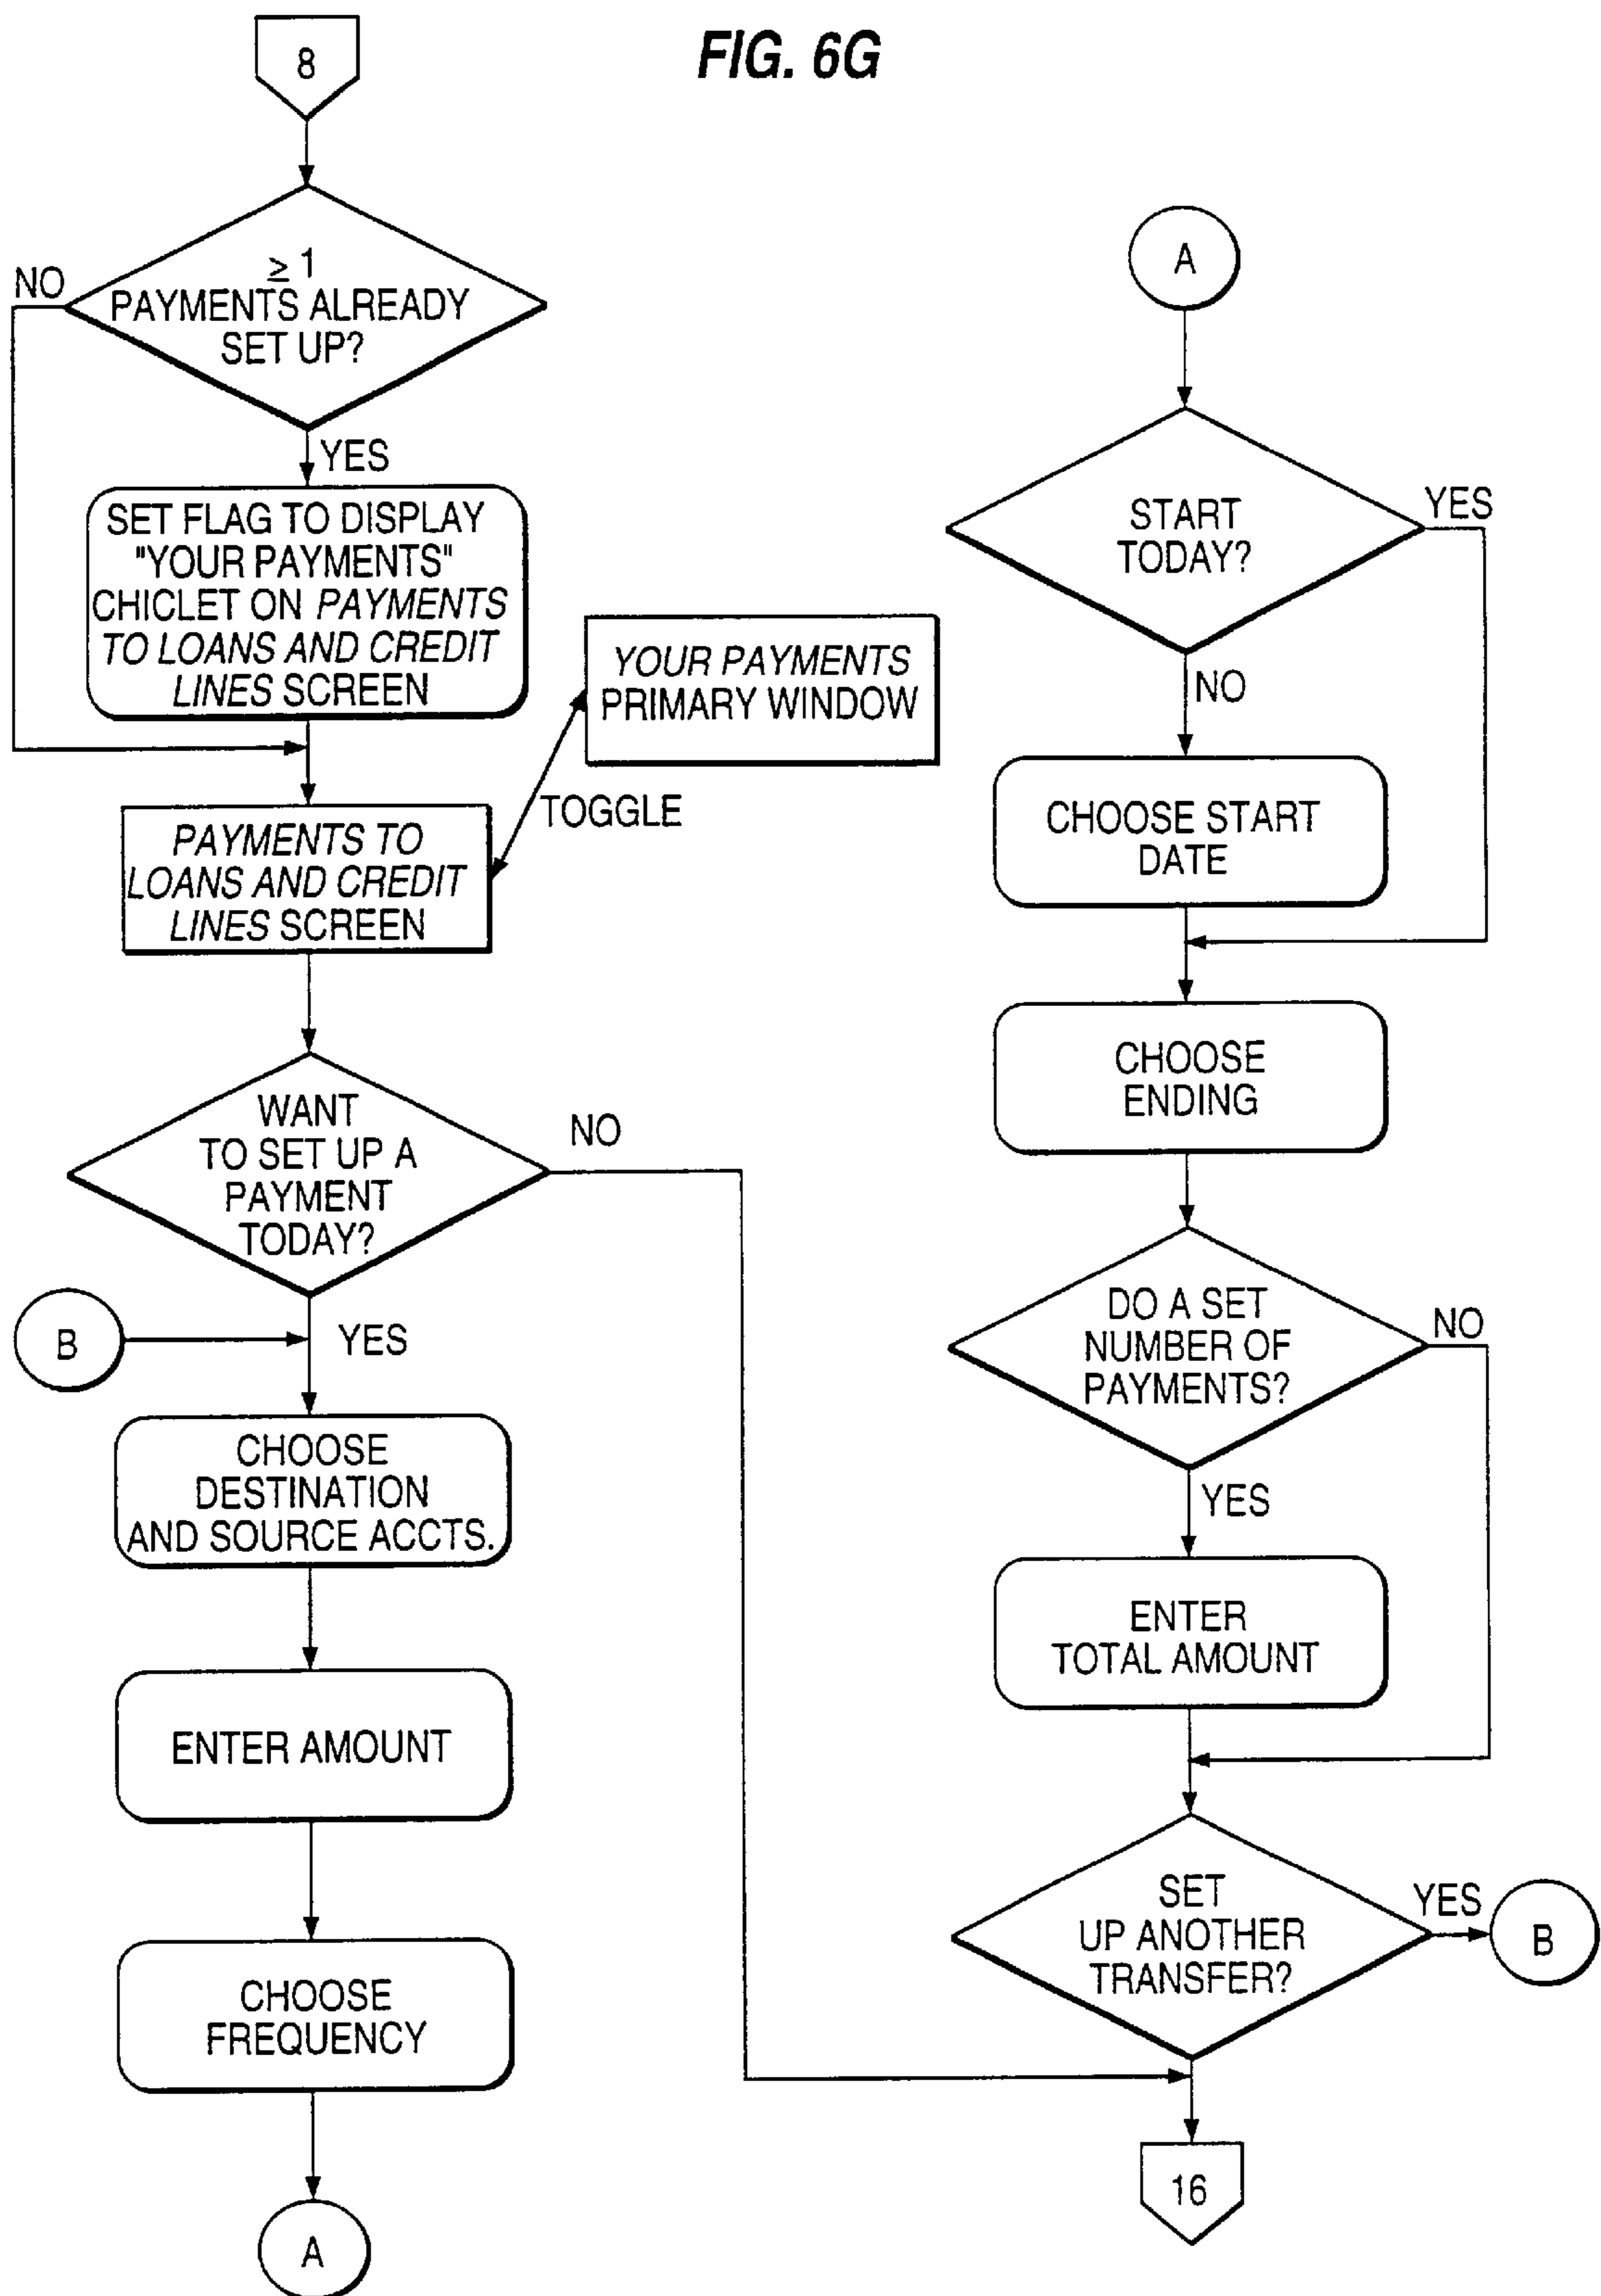 FIG. 6G
8
≥ 1
PAYMENTS ALREADY
SET UP?
NO
YES
SET FLAG TO DISPLAY
"YOUR PAYMENTS"
CHICLET ON PAYMENTS
TO LOANS AND CREDIT
LINES SCREEN
YOUR PAYMENTS
PRIMARY WINDOW
TOGGLE
PAYMENTS TO
LOANS AND CREDIT
LINES SCREEN
WANT
TO SET UP A
PAYMENT
TODAY?
NO
B
YES
CHOOSE
DESTINATION
AND SOURCE ACCTS.
ENTER AMOUNT
CHOOSE
FREQUENCY
A
A
START
TODAY?
YES
NO
CHOOSE START
DATE
CHOOSE
ENDING
DO A SET
NUMBER OF
PAYMENTS?
NO
YES
ENTER
TOTAL AMOUNT
SET
UP ANOTHER
TRANSFER?
YES
B
16